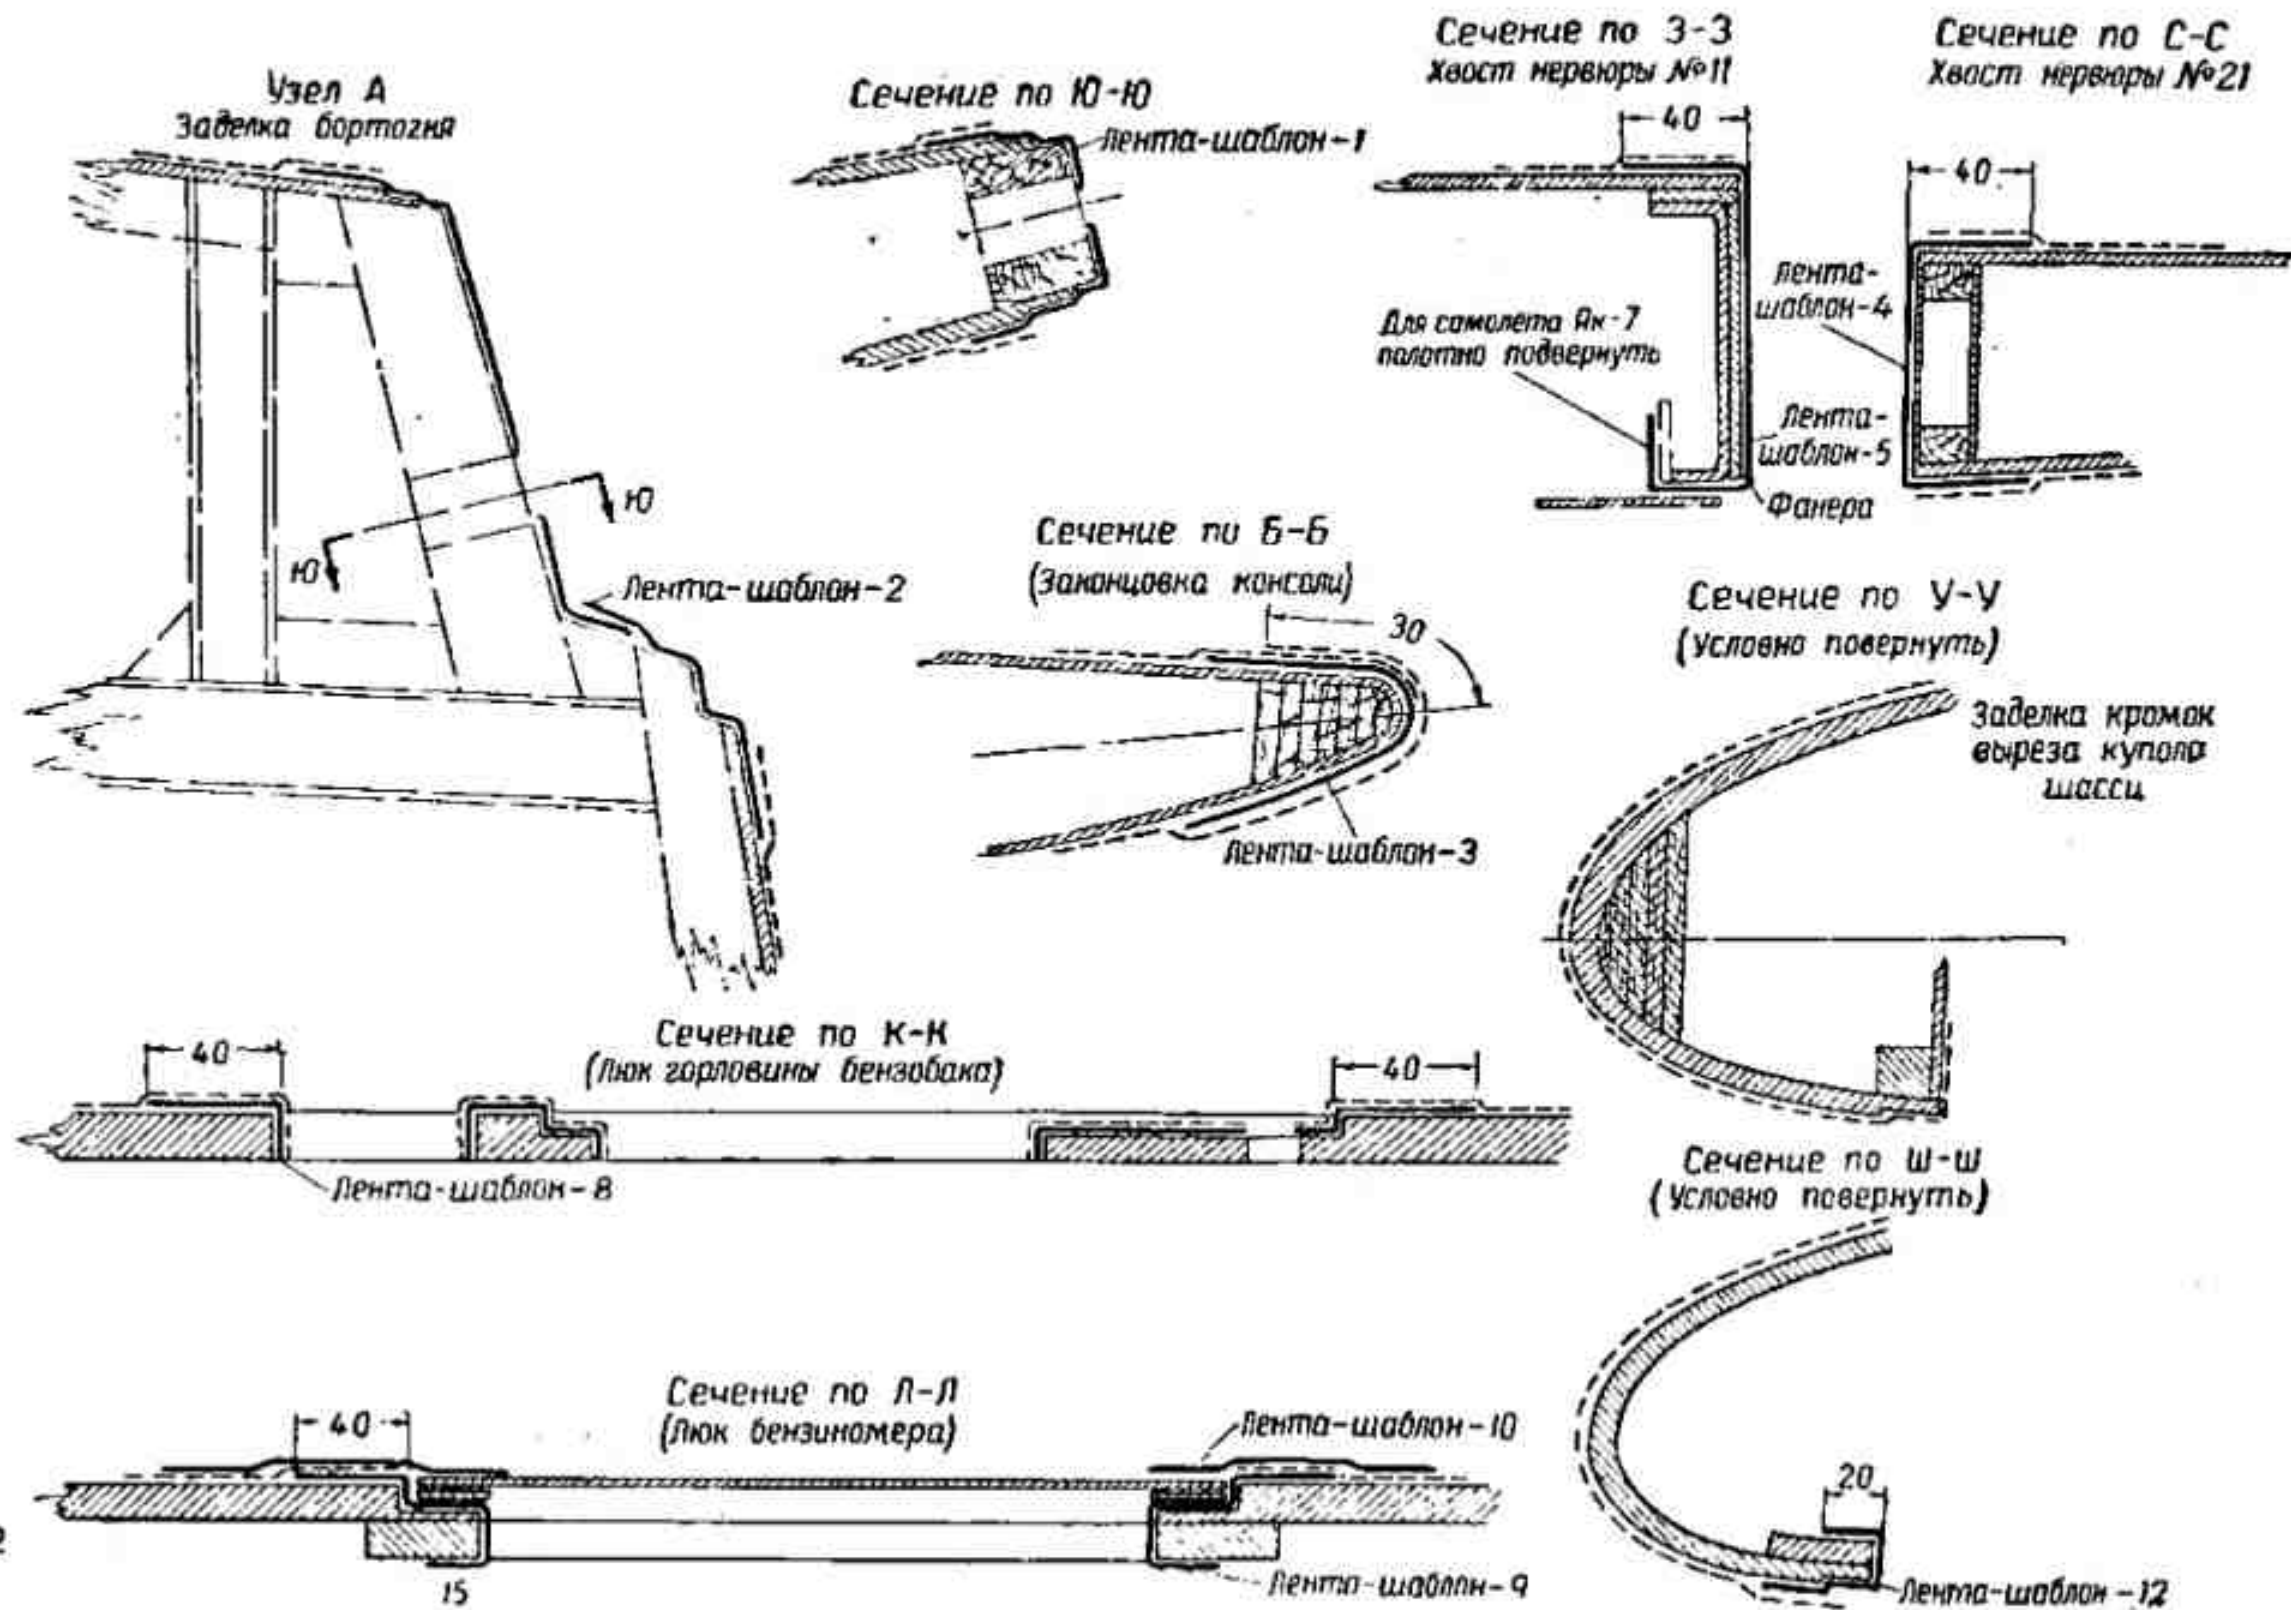 Узел А
Заделка бортогня
Сечение по Ю-Ю
Лента-шаблон-1
Сечение по З-З
Хвост нервюры №11
40
Сечение по С-С
Хвост нервюры №21
40
Лента-
шаблон-4
Для самолета Як-7
полотно подвернуть
Лента-
шаблон-5
Фанера
Ю
Ю
Лента-шаблон-2
Сечение по Б-Б
(Законцовка консоли)
30
Лента-шаблон-3
Сечение по У-У
(Условно повернуть)
Заделка кромок
выреза купола
шасси
Сечение по К-К
(Люк горловины бензобака)
40
40
Лента-шаблон-8
Сечение по Ш-Ш
(Условно повернуть)
20
Лента-шаблон-12
Сечение по Л-Л
(Люк бензиномера)
40
Лента-шаблон-10
15
Лента-шаблон-9